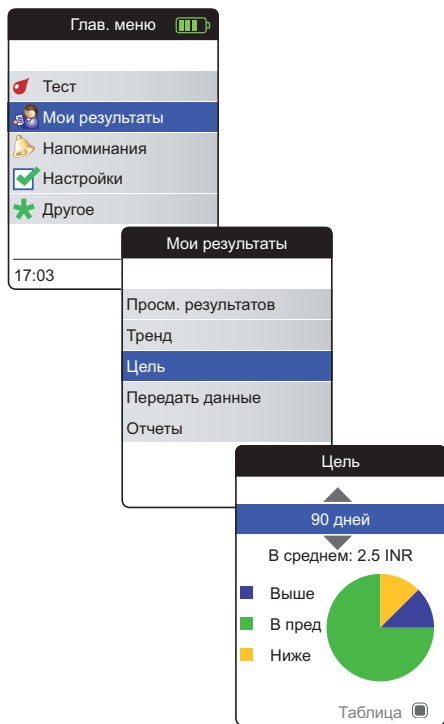 Глав. меню
Тест
Мои результаты
Напоминания
Настройки
Другое
17:03
Мои результаты
Просм. результатов
Тренд
Цель
Передать данные
Отчеты
Цель
90 дней
В среднем: 2.5 INR
Выше
В пред
Ниже
Таблица